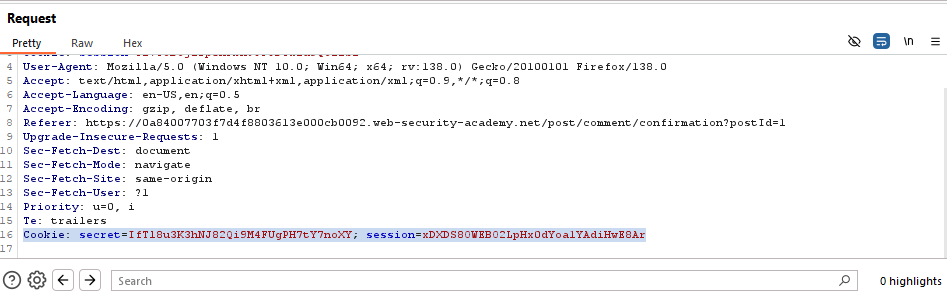 Request
Pretty Raw Hex
\n
4 User-Agent: Mozilla/5.0 (Windows NT 10.0; Win64; x64; rv:138.0) Gecko/20100101 Firefox/138.0
5 Accept: text/html,application/xhtml+xml,application/xml;q=0.9,*/*;q=0.8
6 Accept-Language: en-US,en;q=0.5
7 Accept-Encoding: gzip, deflate, br
8 Referer: https://0a84007703f7d4f8803613e000cb0092.web-security-academy.net/post/comment/confirmation?postId=1
9 Upgrade-Insecure-Requests: 1
10 Sec-Fetch-Dest: document
11 Sec-Fetch-Mode: navigate
12 Sec-Fetch-Site: same-origin
13 Sec-Fetch-User: ?1
14 Priority: u=0, i
15 Te: trailers
16 Cookie: secret=IfTl8u3K3hNJ82Qi9M4FUgPH7tY7noXY; session=xDXDS80WEB02LpHx0dYoalYAdiHwE8Ar
17
Search
0 highlights